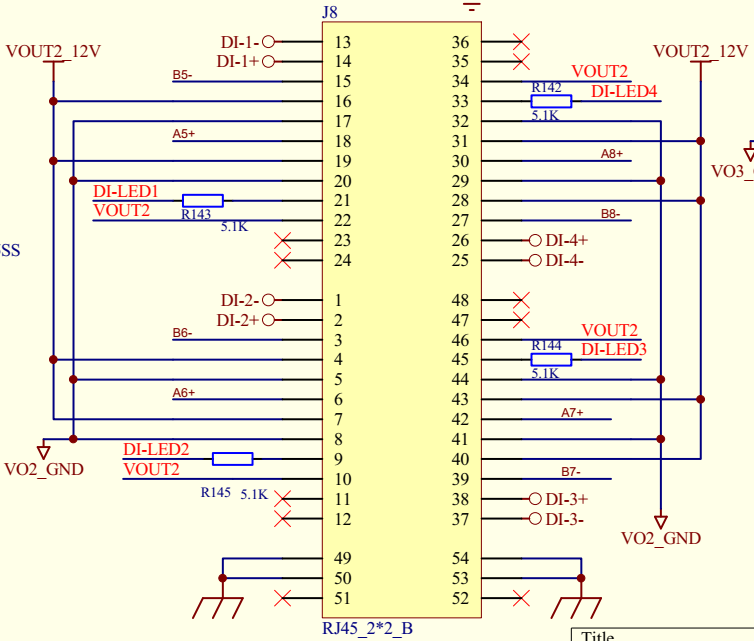 J8
DI-1- 13 36
DI-1+ 14 35
VOUT2_12V VOUT2_12V
B5- 15 34 VOUT2
16 33 R142 DI-LED4
5.1K
17 32
A5+ 18 31
19 30 A8+
VO3_
20 29
DI-LED1 R143 5.1K 21 28
VOUT2 22 27 B8-
23 26 DI-4+
SS
24 25 DI-4-
DI-2- 1 48
DI-2+ 2 47
B6- 3 46 VOUT2
4 45 R144 DI-LED3
5.1K
5 44
A6+ 6 43
7 42 A7+
8 41
DI-LED2 9 40
VO2_GND
VOUT2 10 39 B7-
R145 5.1K 11 38 DI-3+
12 37 DI-3-
VO2_GND
49 54
50 53
51 52
RJ45_2*2_B
Title